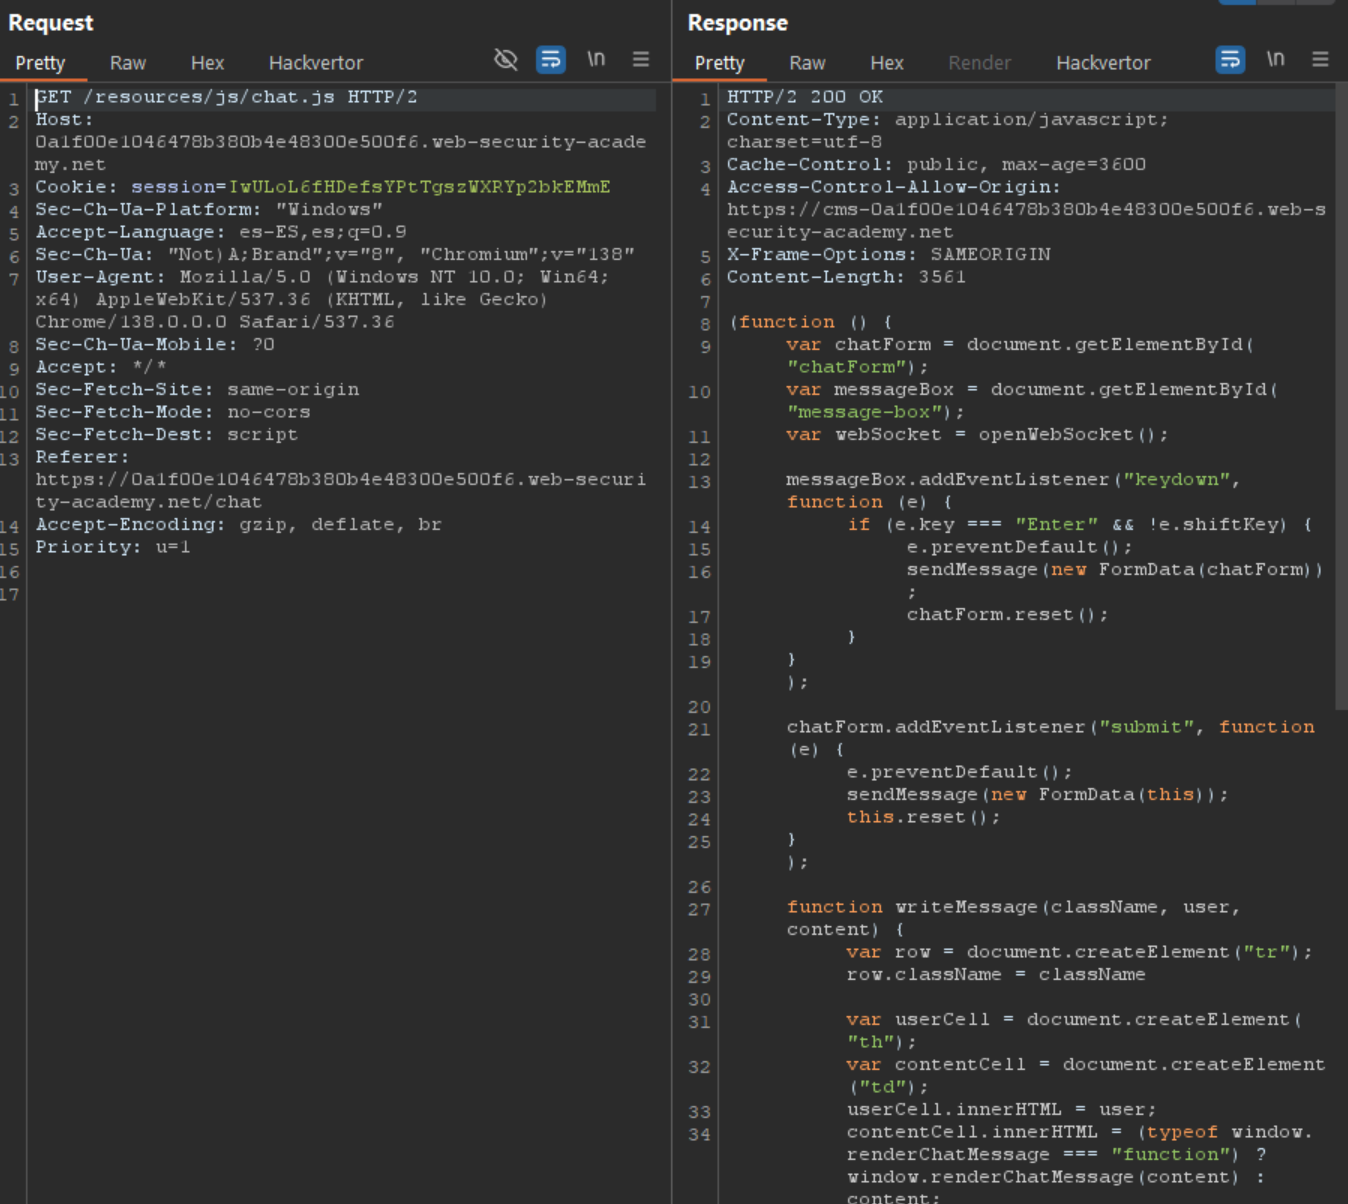 Request
Pretty Raw Hex Hackvertor \n
1 GET /resources/js/chat.js HTTP/2
2 Host:
0a1f00e1046478b380b4e48300e500f6.web-security-acade
my.net
3 Cookie: session=IwULoL6fHDefsYPtTgszWXRYp2bkEMmE
4 Sec-Ch-Ua-Platform: "Windows"
5 Accept-Language: es-ES,es;q=0.9
6 Sec-Ch-Ua: "Not)A;Brand";v="8", "Chromium";v="138"
7 User-Agent: Mozilla/5.0 (Windows NT 10.0; Win64;
x64) AppleWebKit/537.36 (KHTML, like Gecko)
Chrome/138.0.0.0 Safari/537.36
8 Sec-Ch-Ua-Mobile: ?0
9 Accept: */*
10 Sec-Fetch-Site: same-origin
11 Sec-Fetch-Mode: no-cors
12 Sec-Fetch-Dest: script
13 Referer:
https://0a1f00e1046478b380b4e48300e500f6.web-securi
ty-academy.net/chat
14 Accept-Encoding: gzip, deflate, br
15 Priority: u=1
16
17
Response
Pretty Raw Hex Render Hackvertor \n
1 HTTP/2 200 OK
2 Content-Type: application/javascript;
charset=utf-8
3 Cache-Control: public, max-age=3600
4 Access-Control-Allow-Origin:
https://cms-0a1f00e1046478b380b4e48300e500f6.web-s
ecurity-academy.net
5 X-Frame-Options: SAMEORIGIN
6 Content-Length: 3561
7
8 (function () {
9 var chatForm = document.getElementById(
"chatForm");
10 var messageBox = document.getElementById(
"message-box");
11 var webSocket = openWebSocket();
12
13 messageBox.addEventListener("keydown",
function (e) {
14 if (e.key === "Enter" && !e.shiftKey) {
15 e.preventDefault();
16 sendMessage(new FormData(chatForm))
;
17 chatForm.reset();
18 }
19 }
);
20
21 chatForm.addEventListener("submit", function
(e) {
22 e.preventDefault();
23 sendMessage(new FormData(this));
24 this.reset();
25 }
);
26
27 function writeMessage(className, user,
content) {
28 var row = document.createElement("tr");
29 row.className = className
30
31 var userCell = document.createElement(
"th");
32 var contentCell = document.createElement
("td");
33 userCell.innerHTML = user;
34 contentCell.innerHTML = (typeof window.
renderChatMessage === "function") ?
window.renderChatMessage(content) :
content;